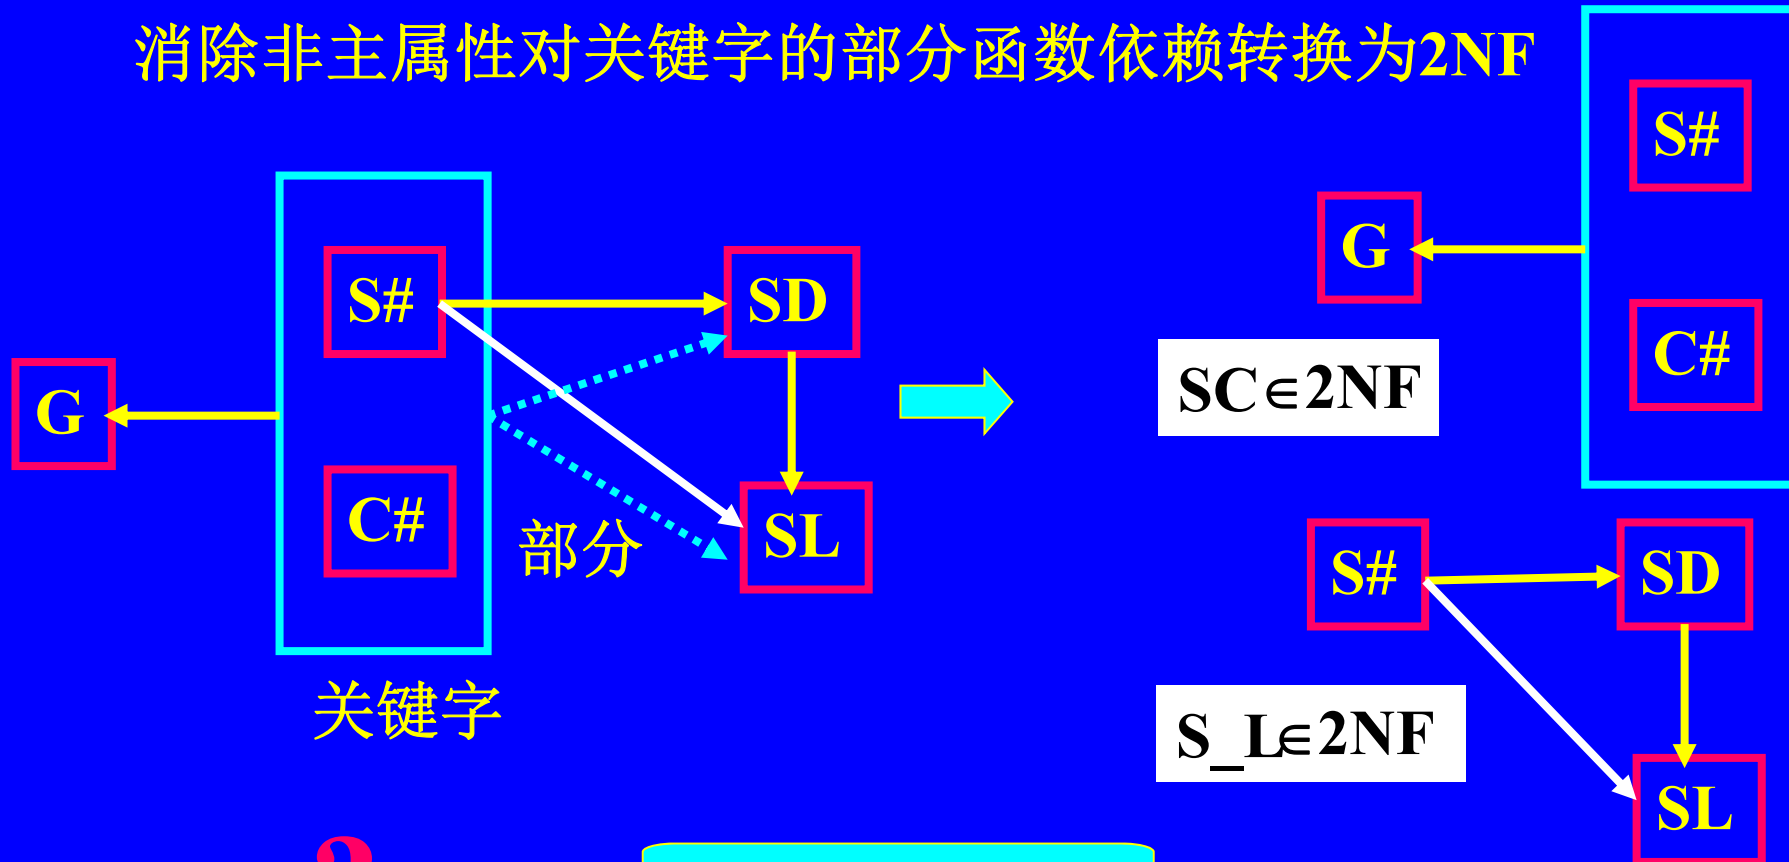 消除非主属性对关键字的部分函数依赖转换为2NF
S#
G
S#
SD
C#
SC∈2NF
G
C#
部分
SL
S#
SD
关键字
S_L∈2NF
SL